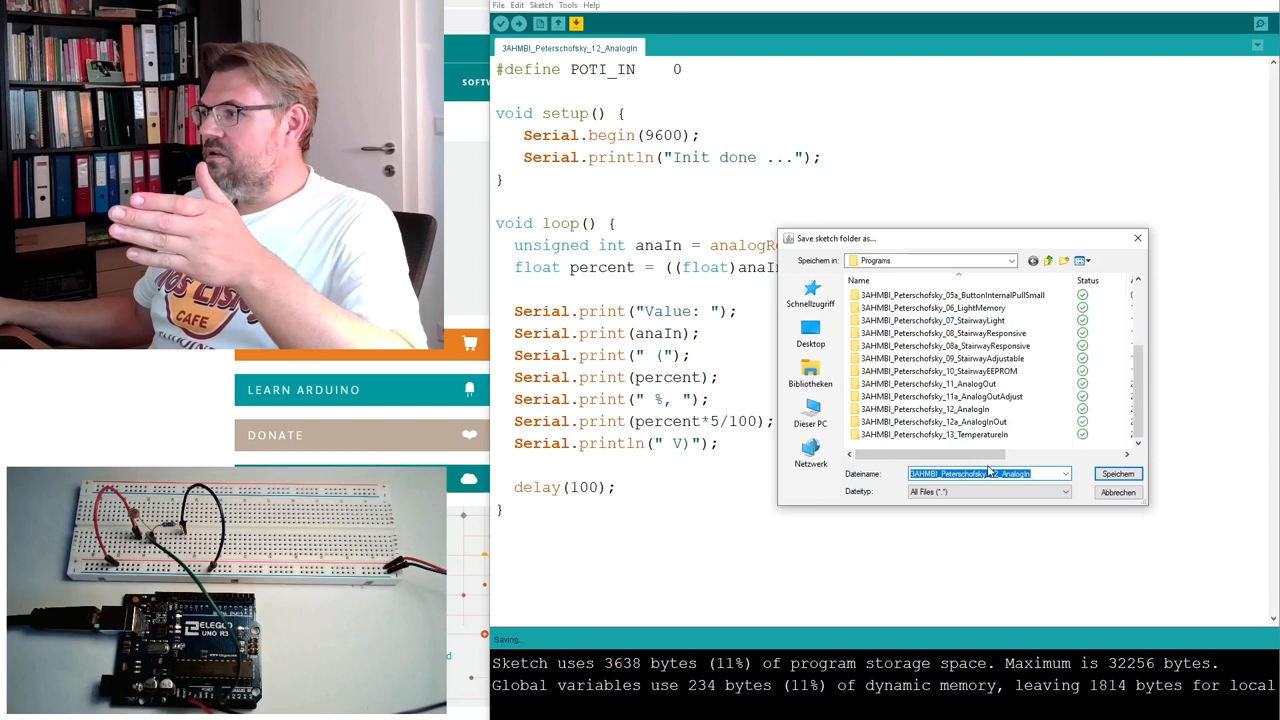 File Edit Sketch Tools Help
3AHMBI_Peterschofsky_12_AnalogIn
#define POTI_IN 0
void setup() {
Serial.begin(9600);
Serial.println("Init done ...");
}
void loop() {
unsigned int anaIn = analogRe
float percent = ((float)anaIn
Serial.print("Value: ");
Serial.print(anaIn);
Serial.print(" (");
Serial.print(percent);
Serial.print(" %, ");
Serial.print(percent*5/100);
Serial.println(" V)");
delay(100);
}
Save sketch folder as...
Speichern in: Programs
Name Status
3AHMBI_Peterschofsky_05a_ButtonInternalPullSmall
3AHMBI_Peterschofsky_06_LightMemory
3AHMBI_Peterschofsky_07_StairwayLight
3AHMBI_Peterschofsky_08_StairwayResponsive
3AHMBI_Peterschofsky_08a_StairwayResponsive
3AHMBI_Peterschofsky_09_StairwayAdjustable
3AHMBI_Peterschofsky_10_StairwayEEPROM
3AHMBI_Peterschofsky_11_AnalogOut
3AHMBI_Peterschofsky_11a_AnalogOutAdjust
3AHMBI_Peterschofsky_12_AnalogIn
3AHMBI_Peterschofsky_12a_AnalogInOut
3AHMBI_Peterschofsky_13_TemperatureIn
Schnellzugriff
Desktop
Bibliotheken
Dieser PC
Netzwerk
Dateiname: 3AHMBI_Peterschofsky_12_AnalogIn Speichern
Dateityp: All Files (*.*) Abbrechen
Saving...
Sketch uses 3638 bytes (11%) of program storage space. Maximum is 32256 bytes.
Global variables use 234 bytes (11%) of dynamic memory, leaving 1814 bytes for local
SOFTW
LEARN ARDUINO
DONATE
CAFE
ELEGOO
UNO R3